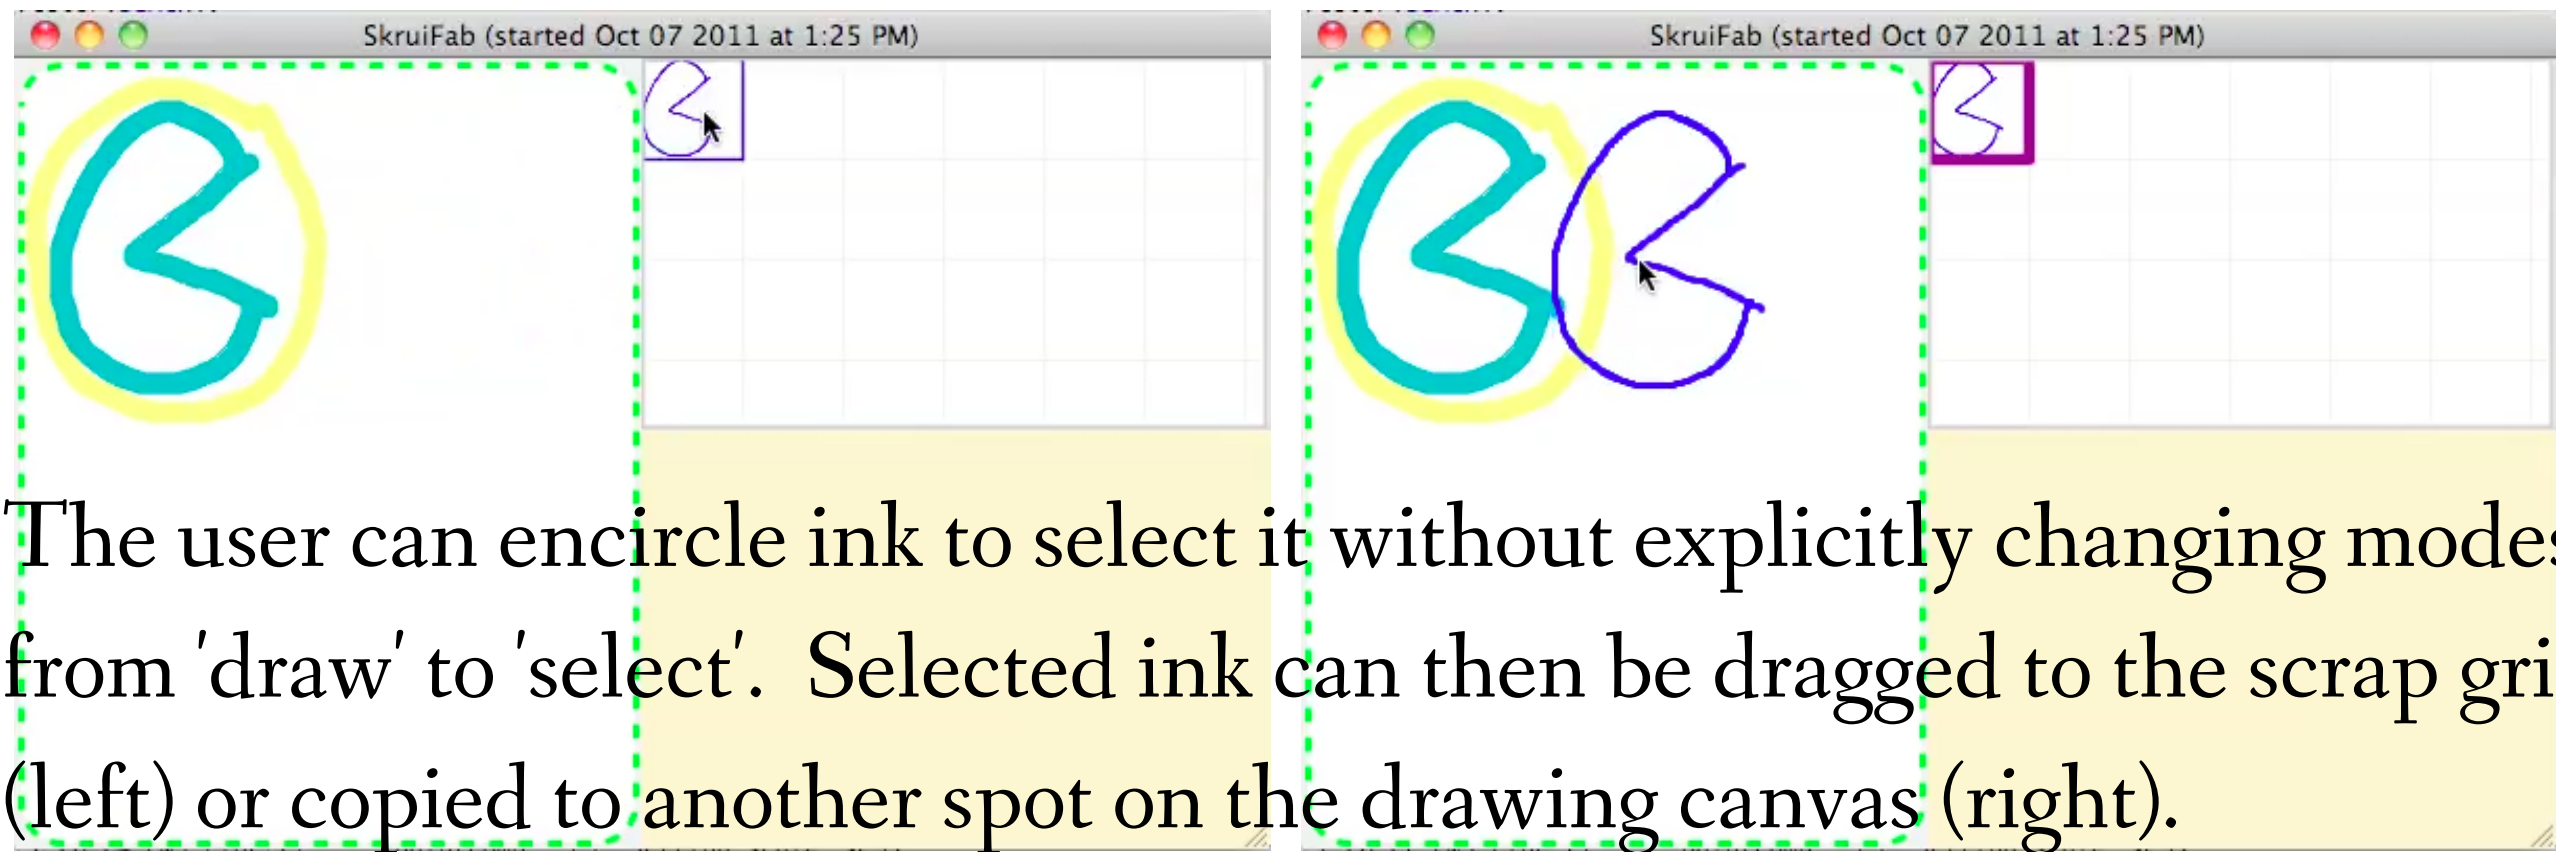 SkruiFab (started Oct 07 2011 at 1:25 PM)
SkruiFab (started Oct 07 2011 at 1:25 PM)
The user can encircle ink to select it without explicitly changing modes
from 'draw' to 'select'. Selected ink can then be dragged to the scrap
(left) or copied to another spot on the drawing canvas (right).